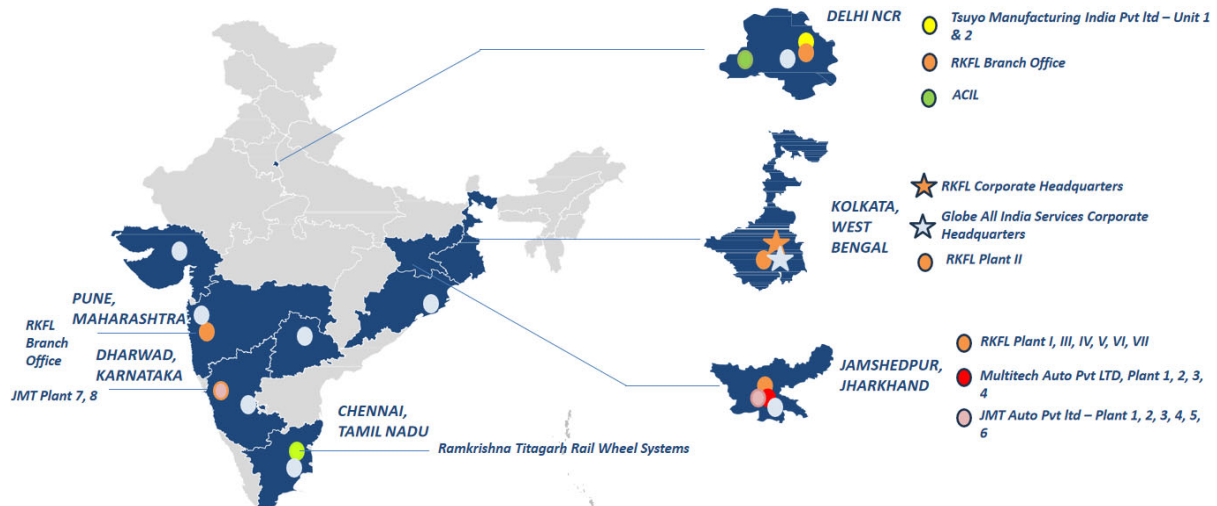 DELHI NCR
Tsuyo Manufacturing India Pvt ltd – Unit 1
& 2
RKFL Branch Office
ACIL
KOLKATA,
WEST
BENGAL
RKFL Corporate Headquarters
Globe All India Services Corporate
Headquarters
RKFL Plant II
PUNE,
MAHARASHTRA
RKFL
Branch
Office
DHARWAD,
KARNATAKA
JMT Plant 7, 8
CHENNAI,
TAMIL NADU
Ramkrishna Titagarh Rail Wheel Systems
JAMSHEDPUR,
JHARKHAND
RKFL Plant I, III, IV, V, VI, VII
Multitech Auto Pvt LTD, Plant 1, 2, 3,
4
JMT Auto Pvt ltd – Plant 1, 2, 3, 4, 5,
6